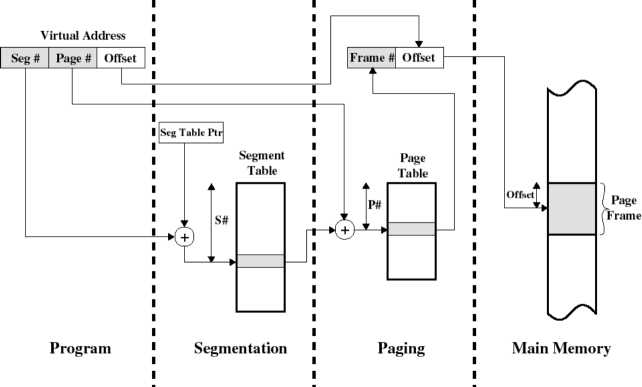 Virtual Address
Seg # Page # Offset
Frame # Offset
Seg Table Ptr
Segment
Table
Page
Table
S#
P#
Offset
Page
Frame
+
+
Program
Segmentation
Paging
Main Memory